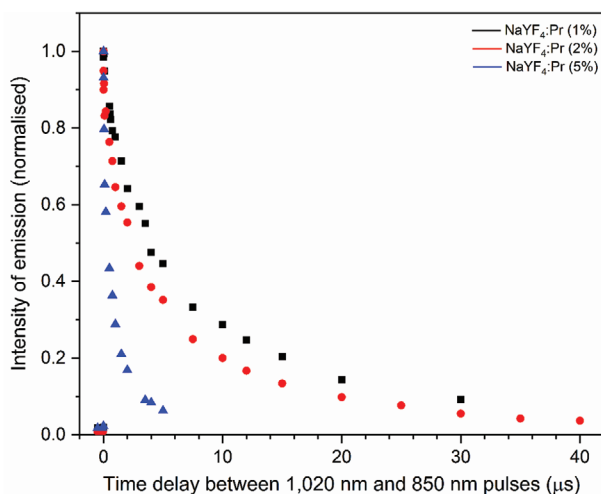 NaYF₄:Pr (1%)
NaYF₄:Pr (2%)
NaYF₄:Pr (5%)
Intensity of emission (normalised)
1.0
0.8
0.6
0.4
0.2
0.0
0 10 20 30 40
Time delay between 1,020 nm and 850 nm pulses (μs)